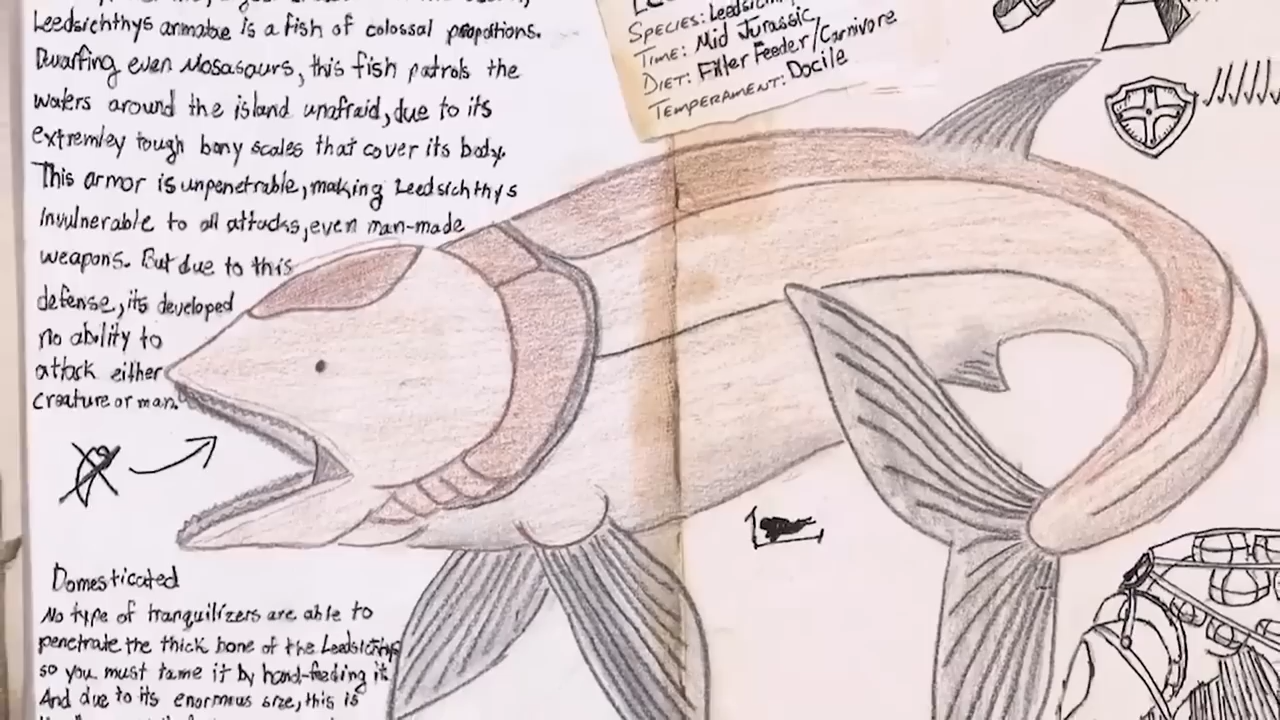 Leedsichthys armatae is a fish of colossal propotions.
Dwarfing even Mosasaurs, this fish patrols the
waters around the island unafraid, due to its
extremley tough bony scales that cover its body.
This armor is unpenetrable, making Leedsichthys
invulnerable to all attacks, even man-made
weapons. But due to this
defense, its developed
no ability to
attack either
creature or man.
Species:
Time: Mid Jurassic
Diet: Filter Feeder/Carnivore
Temperament: Docile
Domesticated
No type of tranquilizers are able to
penetrate the thick bone of the
so you must tame it by hand-feeding it.
And due to its enormous size, this is